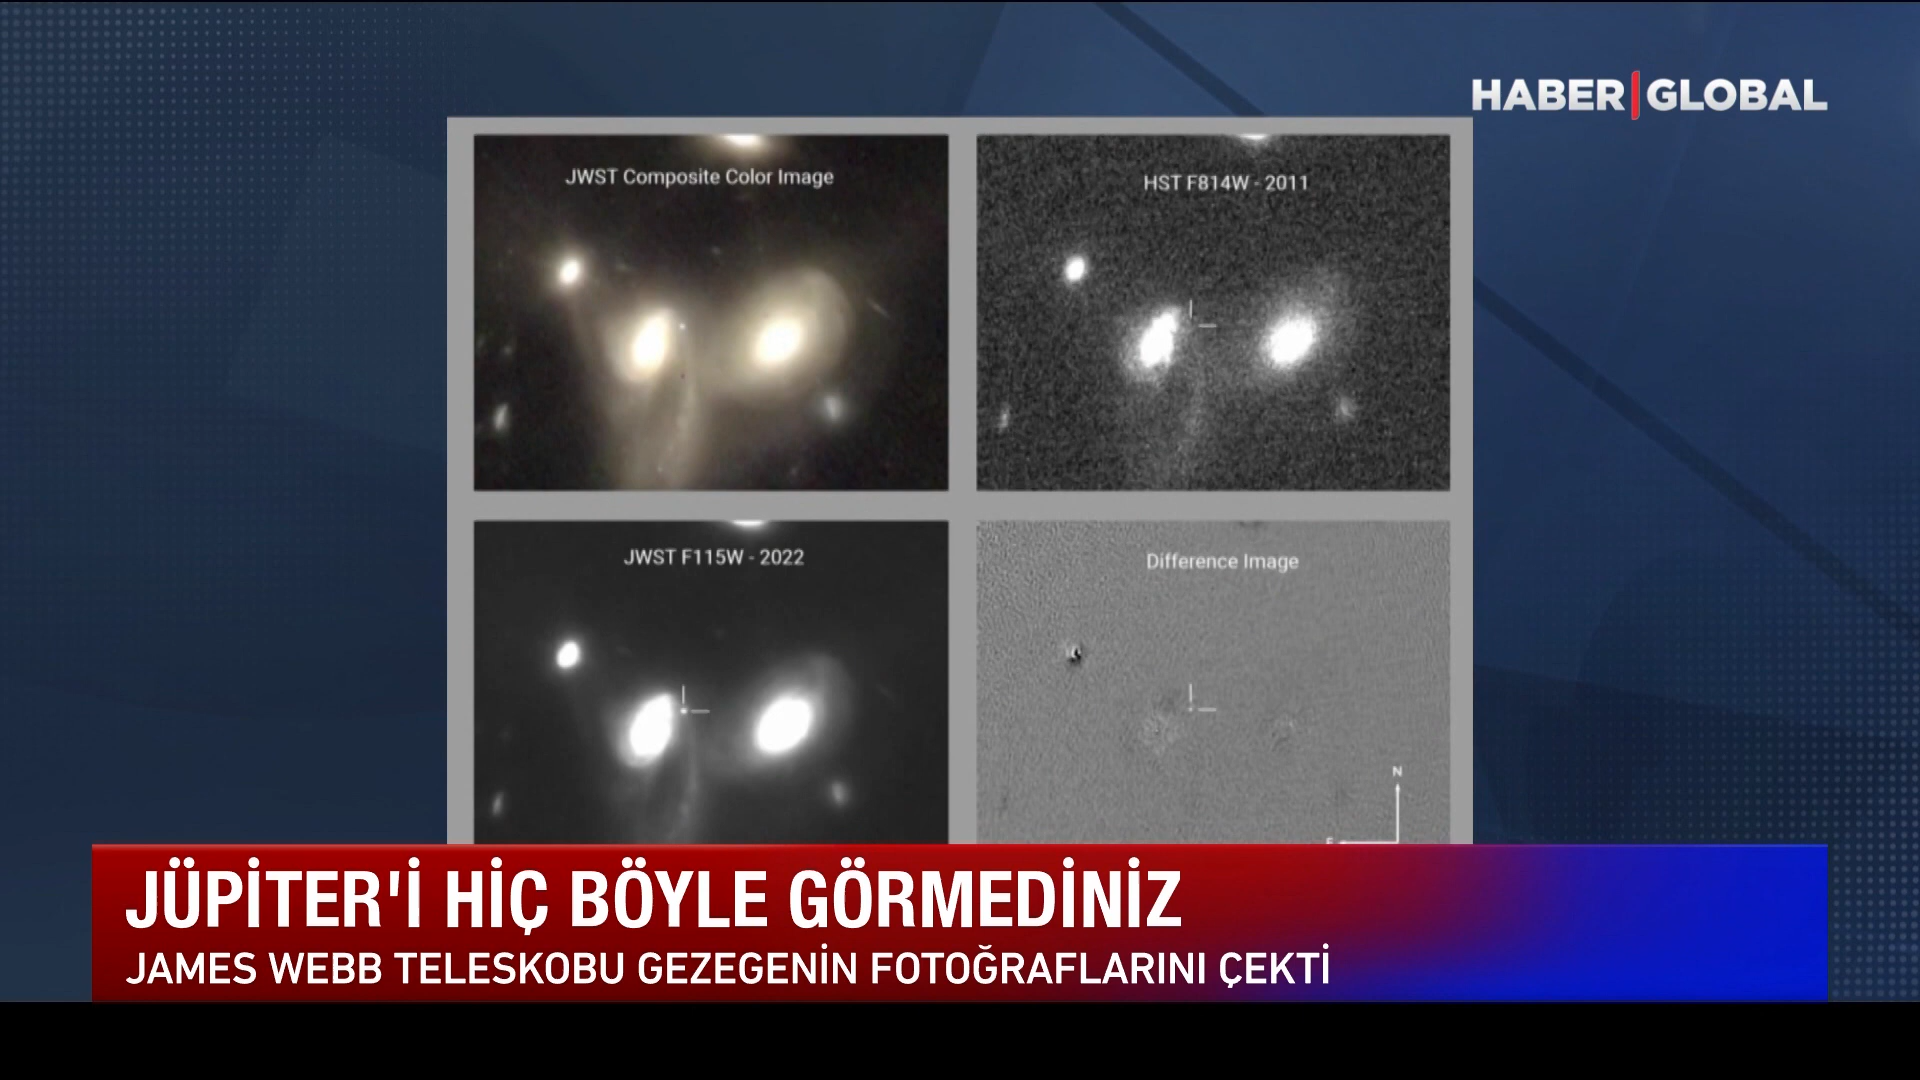 HABER GLOBAL
JWST Composite Color Image
HST F814W - 2011
JWST F115W - 2022
Difference Image
N
E
JÜPİTER'İ HİÇ BÖYLE GÖRMEDİNİZ
JAMES WEBB TELESKOBU GEZEGENİN FOTOĞRAFLARINI ÇEKTİ